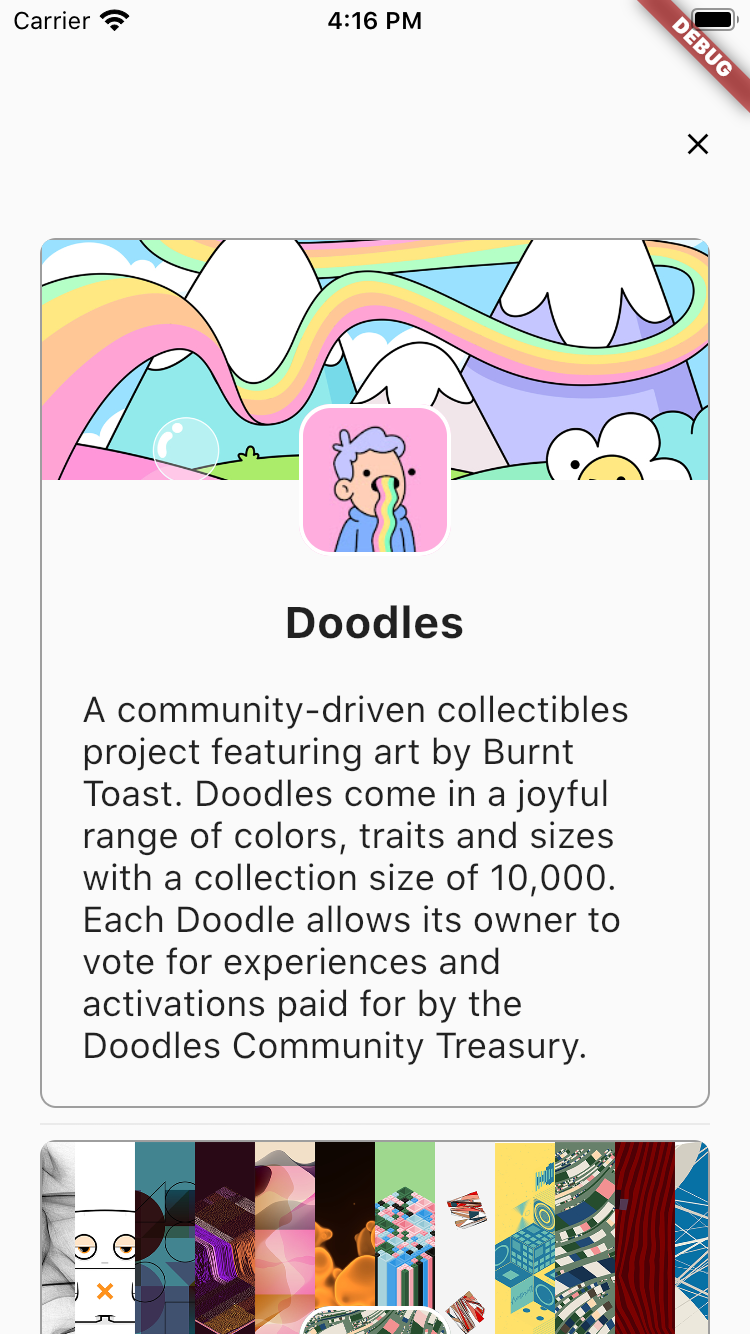 Carrier 4:16 PM
DEBUG
Doodles
A community-driven collectibles
project featuring art by Burnt
Toast. Doodles come in a joyful
range of colors, traits and sizes
with a collection size of 10,000.
Each Doodle allows its owner to
vote for experiences and
activations paid for by the
Doodles Community Treasury.